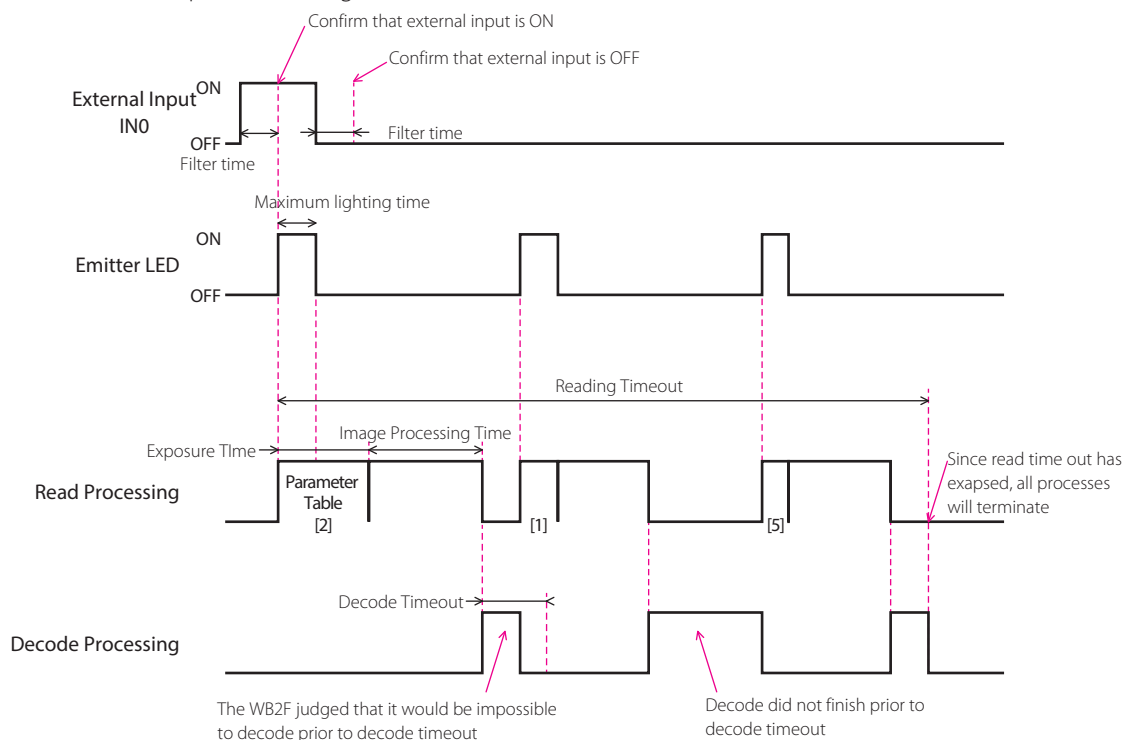 Confirm that external input is ON
Confirm that external input is OFF
External Input
IN0
ON
OFF
Filter time
Filter time
Maximum lighting time
Emitter LED
ON
OFF
Reading Timeout
Exposure TIme
Image Processing Time
Read Processing
Parameter
Table
[2]
[1]
[5]
Since read time out has
exapsed, all processes
will terminate
Decode Timeout
Decode Processing
The WB2F judged that it would be impossible
to decode prior to decode timeout
Decode did not finish prior to
decode timeout